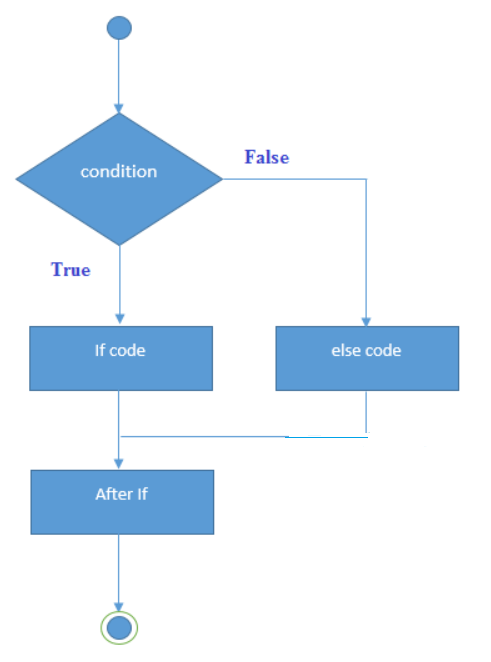 condition
False
True
If code
else code
After If